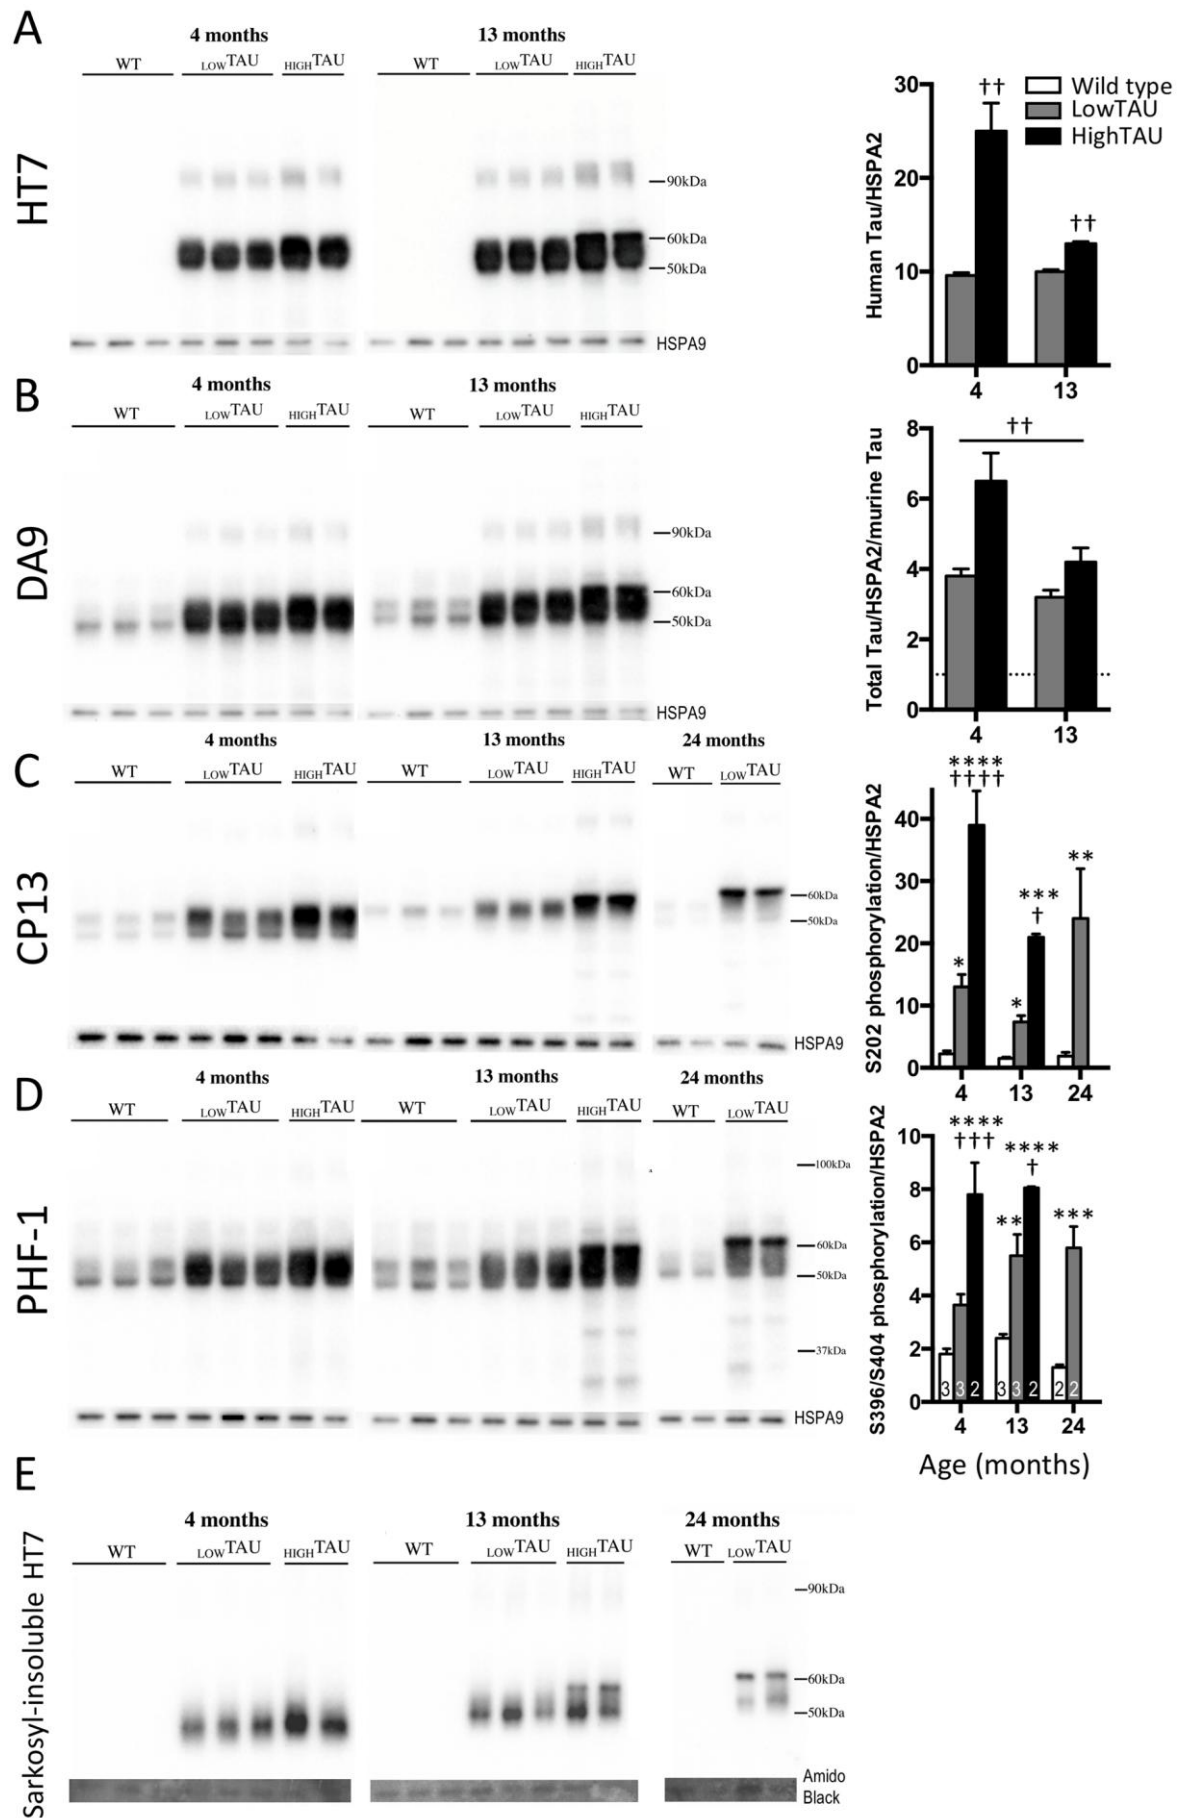 A
4 months
13 months
WT
LOWTAU
HIGHTAU
WT
LOWTAU
HIGHTAU
HT7
90kDa
60kDa
50kDa
HSPA9
Human Tau/HSPA2
30
20
10
0
††
††
Wild type
LowTAU
HighTAU
4
13
B
4 months
13 months
WT
LOWTAU
HIGHTAU
WT
LOWTAU
HIGHTAU
DA9
90kDa
60kDa
50kDa
HSPA9
Total Tau/HSPA2/murine Tau
8
6
4
2
0
††
4
13
C
4 months
13 months
24 months
WT
LOWTAU
HIGHTAU
WT
LOWTAU
HIGHTAU
WT
LOWTAU
CP13
60kDa
50kDa
HSPA9
S202 phosphorylation/HSPA2
40
30
20
10
0
****
††††
*
***
†
*
**
4
13
24
D
4 months
13 months
24 months
WT
LOWTAU
HIGHTAU
WT
LOWTAU
HIGHTAU
WT
LOWTAU
PHF-1
100kDa
60kDa
50kDa
37kDa
HSPA9
S396/S404 phosphorylation/HSPA2
10
8
6
4
2
0
****
†††
****
†
**
***
3 3 2 3 3 2 2 2
4
13
24
Age (months)
E
4 months
13 months
24 months
WT
LOWTAU
HIGHTAU
WT
LOWTAU
HIGHTAU
WT
LOWTAU
Sarkosyl-insoluble HT7
90kDa
60kDa
50kDa
Amido
Black